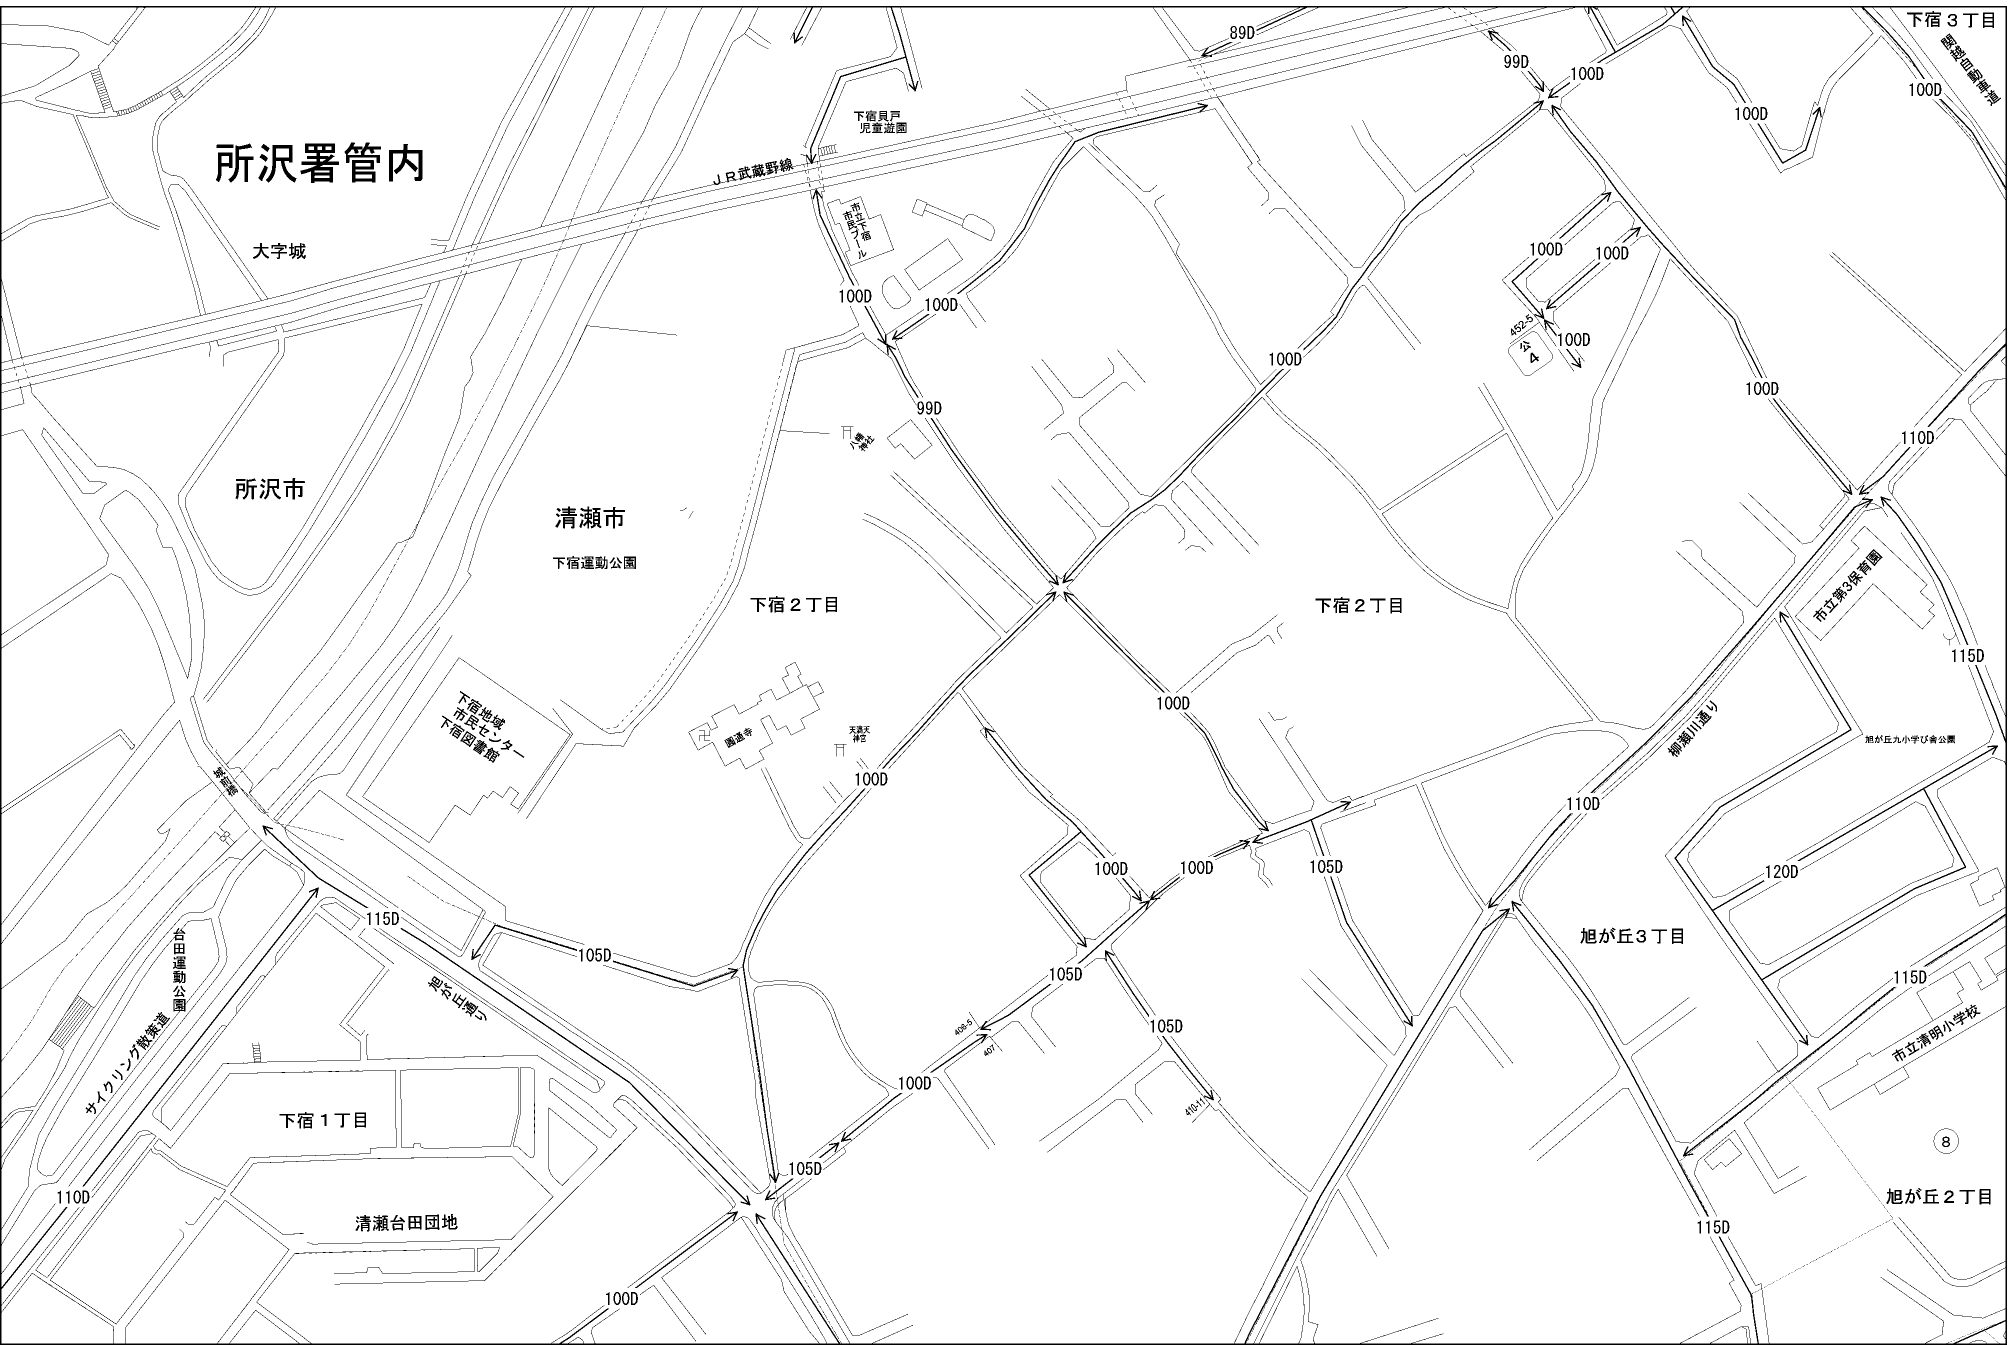 下宿３丁目
関越自動車道
89D
99D
100D
100D
100D
下宿貝戸
児童遊園
所沢署管内
ＪＲ武蔵野線
市立下宿
市民プール
大字城
100D
100D
100D
100D
452-5
100D
公
4
100D
100D
99D
110D
八幡
神社
所沢市
清瀬市
下宿運動公園
下宿２丁目
下宿２丁目
市立第3保育園
115D
100D
下宿地域
市民センター
下宿図書館
圓通寺
天満天
神宮
柳瀬川通り
旭が丘九小学び舎公園
城前橋
100D
110D
100D
100D
105D
120D
115D
台田運動公園
105D
旭が丘３丁目
旭が丘通り
105D
115D
サイクリング散策道
406-5
407
105D
市立清明小学校
100D
410-11
下宿１丁目
8
105D
110D
旭が丘２丁目
清瀬台田団地
115D
100D